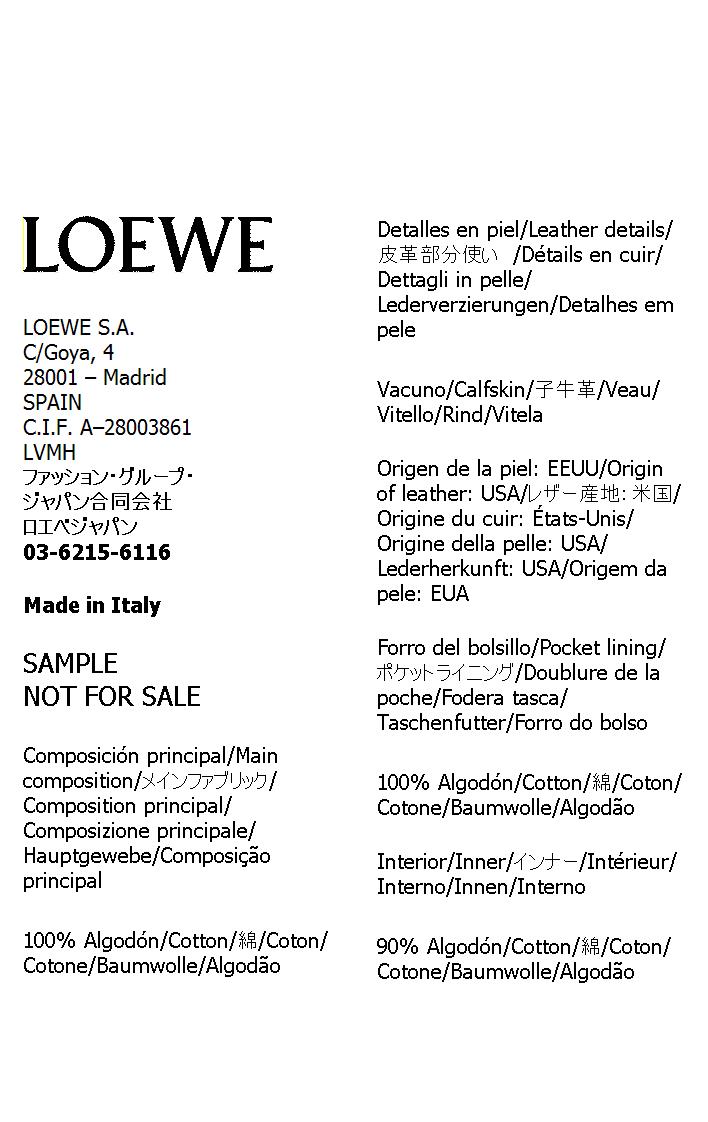 LOEWE
LOEWE S.A.
C/Goya, 4
28001 – Madrid
SPAIN
C.I.F. A–28003861
LVMH
ファッション・グループ・
ジャパン合同会社
ロエベジャパン
03-6215-6116
Made in Italy
SAMPLE
NOT FOR SALE
Composición principal/Main
composition/メインファブリック/
Composition principal/
Composizione principale/
Hauptgewebe/Composição
principal
100% Algodón/Cotton/綿/Coton/
Cotone/Baumwolle/Algodão
Detalles en piel/Leather details/
皮革部分使い /Détails en cuir/
Dettagli in pelle/
Lederverzierungen/Detalhes em
pele
Vacuno/Calfskin/子牛革/Veau/
Vitello/Rind/Vitela
Origen de la piel: EEUU/Origin
of leather: USA/レザー産地: 米国/
Origine du cuir: États-Unis/
Origine della pelle: USA/
Lederherkunft: USA/Origem da
pele: EUA
Forro del bolsillo/Pocket lining/
ポケットライニング/Doublure de la
poche/Fodera tasca/
Taschenfutter/Forro do bolso
100% Algodón/Cotton/綿/Coton/
Cotone/Baumwolle/Algodão
Interior/Inner/インナー/Intérieur/
Interno/Innen/Interno
90% Algodón/Cotton/綿/Coton/
Cotone/Baumwolle/Algodão